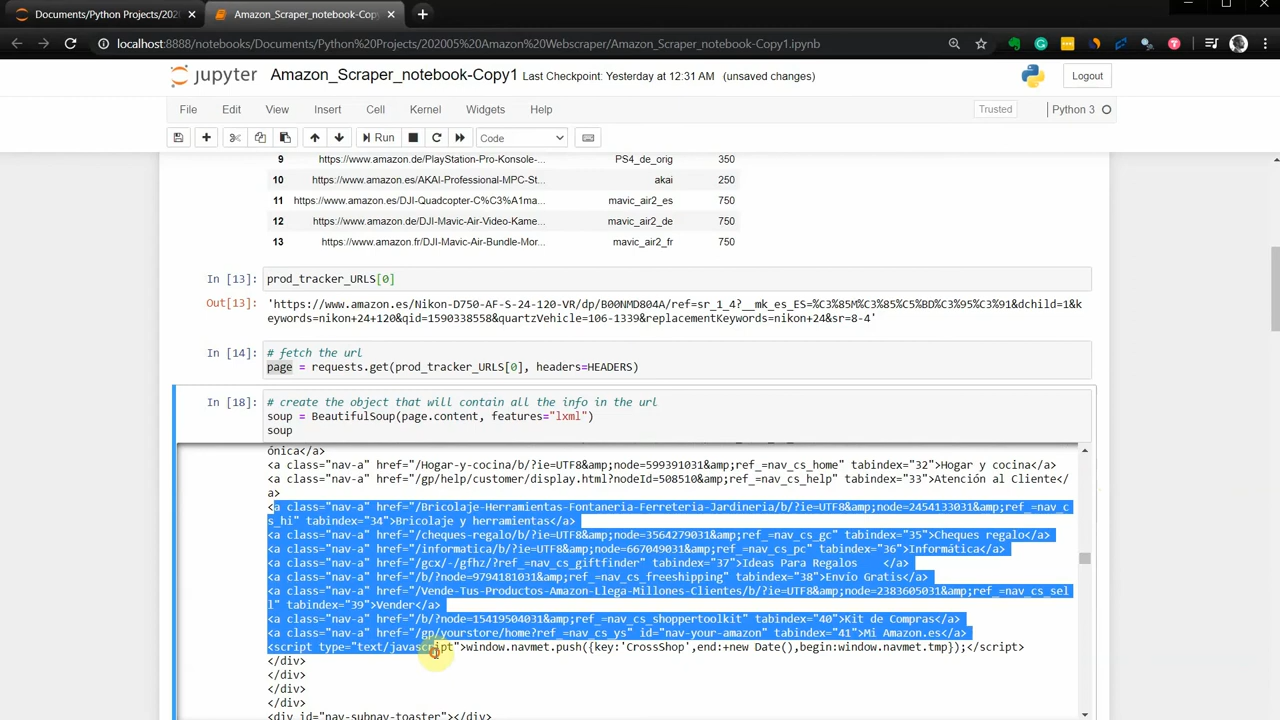 Documents/Python Projects/2020
Amazon_Scraper_notebook-Cop
localhost:8888/notebooks/Documents/Python%20Projects/202005%20Amazon%20Webscraper/Amazon_Scraper_notebook-Copy1.ipynb
jupyter Amazon_Scraper_notebook-Copy1 Last Checkpoint: Yesterday at 12:31 AM (unsaved changes) Logout
File Edit View Insert Cell Kernel Widgets Help Trusted Python 3
Run Code
9 https://www.amazon.de/PlayStation-Pro-Konsole-... PS4_de_orig 350
10 https://www.amazon.es/AKAI-Professional-MPC-St... akai 250
11 https://www.amazon.es/DJI-Quadcopter-C%C3%A1ma... mavic_air2_es 750
12 https://www.amazon.de/DJI-Mavic-Air-Video-Kame... mavic_air2_de 750
13 https://www.amazon.fr/DJI-Mavic-Air-Bundle-Mor... mavic_air2_fr 750
In [13]: prod_tracker_URLS[0]
Out[13]: 'https://www.amazon.es/Nikon-D750-AF-S-24-120-VR/dp/B00NMD804A/ref=sr_1_4?__mk_es_ES=%C3%85M%C3%85%C5%BD%C3%95%C3%91&dchild=1&k
eywords=nikon+24+120&qid=1590338558&quartzVehicle=106-1339&replacementKeywords=nikon+24&sr=8-4'
In [14]: # fetch the url
page = requests.get(prod_tracker_URLS[0], headers=HEADERS)
In [18]: # create the object that will contain all the info in the url
soup = BeautifulSoup(page.content, features="lxml")
soup
ónica</a>
<a class="nav-a" href="/Hogar-y-cocina/b/?ie=UTF8&amp;node=599391031&amp;ref_=nav_cs_home" tabindex="32">Hogar y cocina</a>
<a class="nav-a" href="/gp/help/customer/display.html?nodeId=508510&amp;ref_=nav_cs_help" tabindex="33">Atención al Cliente</
a>
<a class="nav-a" href="/Bricolaje-Herramientas-Fontaneria-Ferreteria-Jardineria/b/?ie=UTF8&amp;node=2454133031&amp;ref_=nav_c
s_hi" tabindex="34">Bricolaje y herramientas</a>
<a class="nav-a" href="/cheques-regalo/b/?ie=UTF8&amp;node=3564279031&amp;ref_=nav_cs_gc" tabindex="35">Cheques regalo</a>
<a class="nav-a" href="/informatica/b/?ie=UTF8&amp;node=667049031&amp;ref_=nav_cs_pc" tabindex="36">Informática</a>
<a class="nav-a" href="/gcx/-/gfhz/?ref_=nav_cs_giftfinder" tabindex="37">Ideas Para Regalos </a>
<a class="nav-a" href="/b/?node=9794181031&amp;ref_=nav_cs_freeshipping" tabindex="38">Envío Gratis</a>
<a class="nav-a" href="/Vende-Tus-Productos-Amazon-Llega-Millones-Clientes/b/?ie=UTF8&amp;node=2383605031&amp;ref_=nav_cs_sel
l" tabindex="39">Vender</a>
<a class="nav-a" href="/b/?node=15419504031&amp;ref_=nav_cs_shoppertoolkit" tabindex="40">Kit de Compras</a>
<a class="nav-a" href="/gp/yourstore/home?ref_=nav_cs_ys" id="nav-your-amazon" tabindex="41">Mi Amazon.es</a>
<script type="text/javascript">window.navmet.push({key:'CrossShop',end:+new Date(),begin:window.navmet.tmp});</script>
</div>
</div>
</div>
</div>
<div id="nav-subnav-toaster"></div>